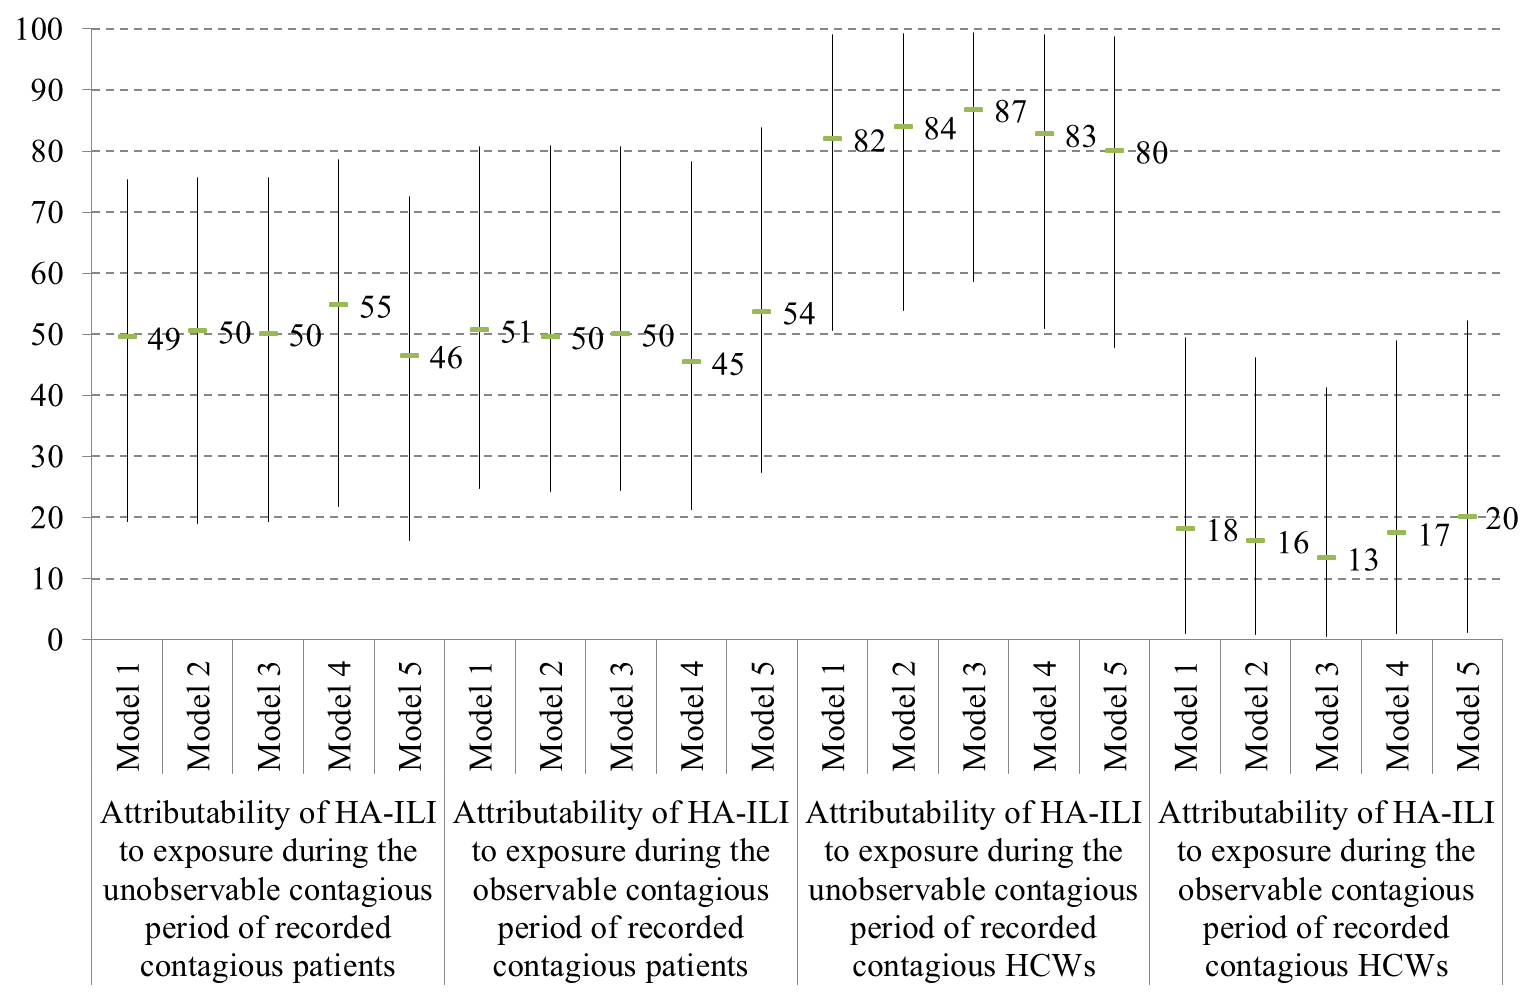 100
90
80
70
60
50
40
30
20
10
0
49
50
50
55
46
51
50
50
45
54
82
84
87
83
80
18
16
13
17
20
Model 1
Model 2
Model 3
Model 4
Model 5
Model 1
Model 2
Model 3
Model 4
Model 5
Model 1
Model 2
Model 3
Model 4
Model 5
Model 1
Model 2
Model 3
Model 4
Model 5
Attributability of HA-ILI
to exposure during the
unobservable contagious
period of recorded
contagious patients
Attributability of HA-ILI
to exposure during the
observable contagious
period of recorded
contagious patients
Attributability of HA-ILI
to exposure during the
unobservable contagious
period of recorded
contagious HCWs
Attributability of HA-ILI
to exposure during the
observable contagious
period of recorded
contagious HCWs